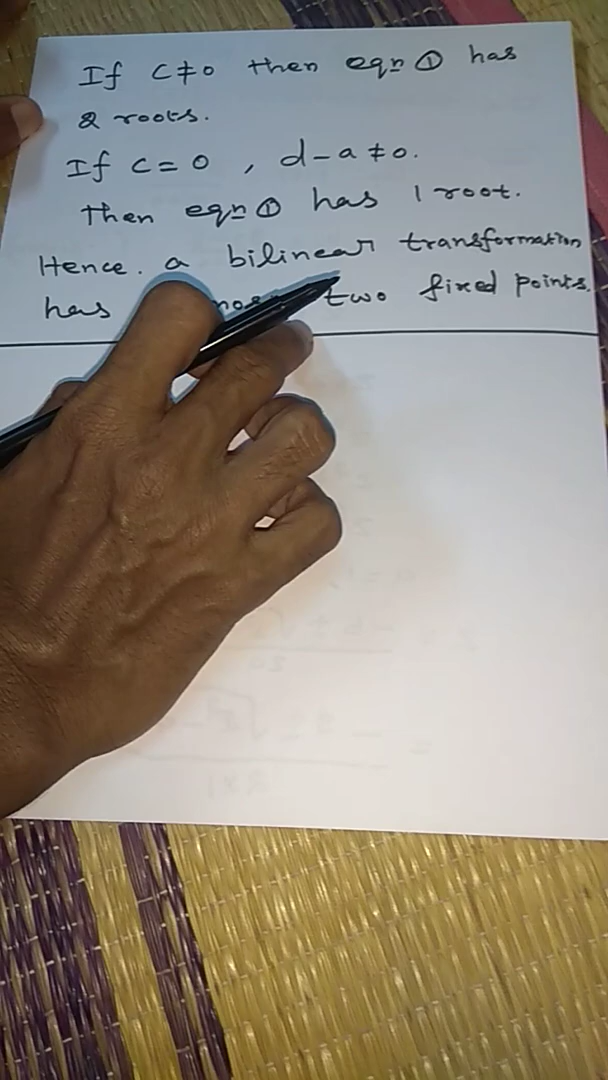 If c≠0 then eqn ① has
2 roots.
If c=0, d-a≠0.
Then eqn ① has 1 root.
Hence. a bilinear transformation
has two fixed points.